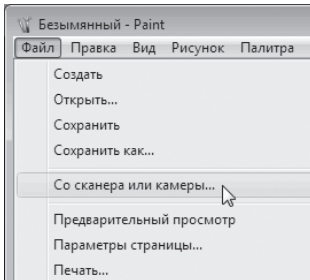 Безымянный - Paint
Файл Правка Вид Рисунок Палитра
Создать
Открыть...
Сохранить
Сохранить как...
Со сканера или камеры...
Предварительный просмотр
Параметры страницы...
Печать...